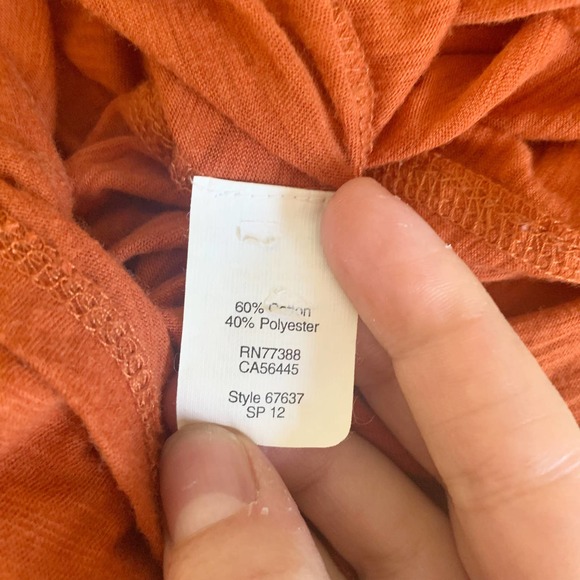 60% Cotton
40% Polyester
RN77388
CA56445
Style 67637
SP 12